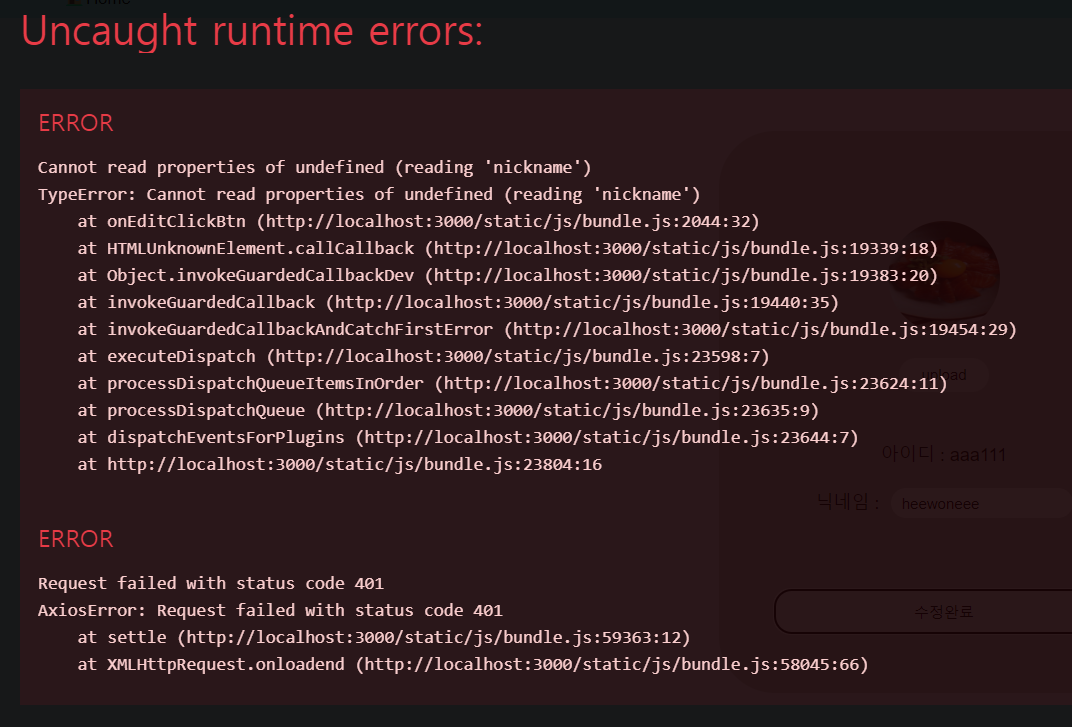 Home
Uncaught runtime errors:
ERROR
Cannot read properties of undefined (reading 'nickname')
TypeError: Cannot read properties of undefined (reading 'nickname')
at onEditClickBtn (http://localhost:3000/static/js/bundle.js:2044:32)
at HTMLUnknownElement.callCallback (http://localhost:3000/static/js/bundle.js:19339:18)
at Object.invokeGuardedCallbackDev (http://localhost:3000/static/js/bundle.js:19383:20)
at invokeGuardedCallback (http://localhost:3000/static/js/bundle.js:19440:35)
at invokeGuardedCallbackAndCatchFirstError (http://localhost:3000/static/js/bundle.js:19454:29)
at executeDispatch (http://localhost:3000/static/js/bundle.js:23598:7)
at processDispatchQueueItemsInOrder (http://localhost:3000/static/js/bundle.js:23624:11)
upload
at processDispatchQueue (http://localhost:3000/static/js/bundle.js:23635:9)
at dispatchEventsForPlugins (http://localhost:3000/static/js/bundle.js:23644:7)
아이디 : aaa111
at http://localhost:3000/static/js/bundle.js:23804:16
닉네임 : heewoneee
ERROR
Request failed with status code 401
AxiosError: Request failed with status code 401
수정완료
at settle (http://localhost:3000/static/js/bundle.js:59363:12)
at XMLHttpRequest.onloadend (http://localhost:3000/static/js/bundle.js:58045:66)